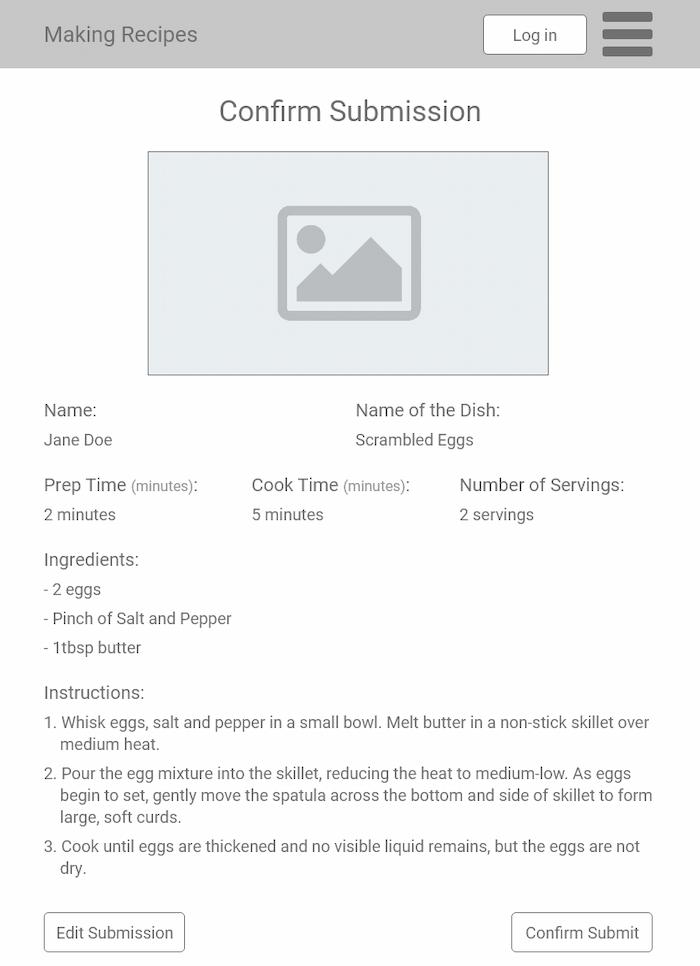 Making Recipes
Log in
Confirm Submission
Name:
Name of the Dish:
Jane Doe
Scrambled Eggs
Prep Time (minutes):
Cook Time (minutes):
Number of Servings:
2 minutes
5 minutes
2 servings
Ingredients:
- 2 eggs
- Pinch of Salt and Pepper
- 1tbsp butter
Instructions:
1. Whisk eggs, salt and pepper in a small bowl. Melt butter in a non-stick skillet over
medium heat.
2. Pour the egg mixture into the skillet, reducing the heat to medium-low. As eggs
begin to set, gently move the spatula across the bottom and side of skillet to form
large, soft curds.
3. Cook until eggs are thickened and no visible liquid remains, but the eggs are not
dry.
Edit Submission
Confirm Submit